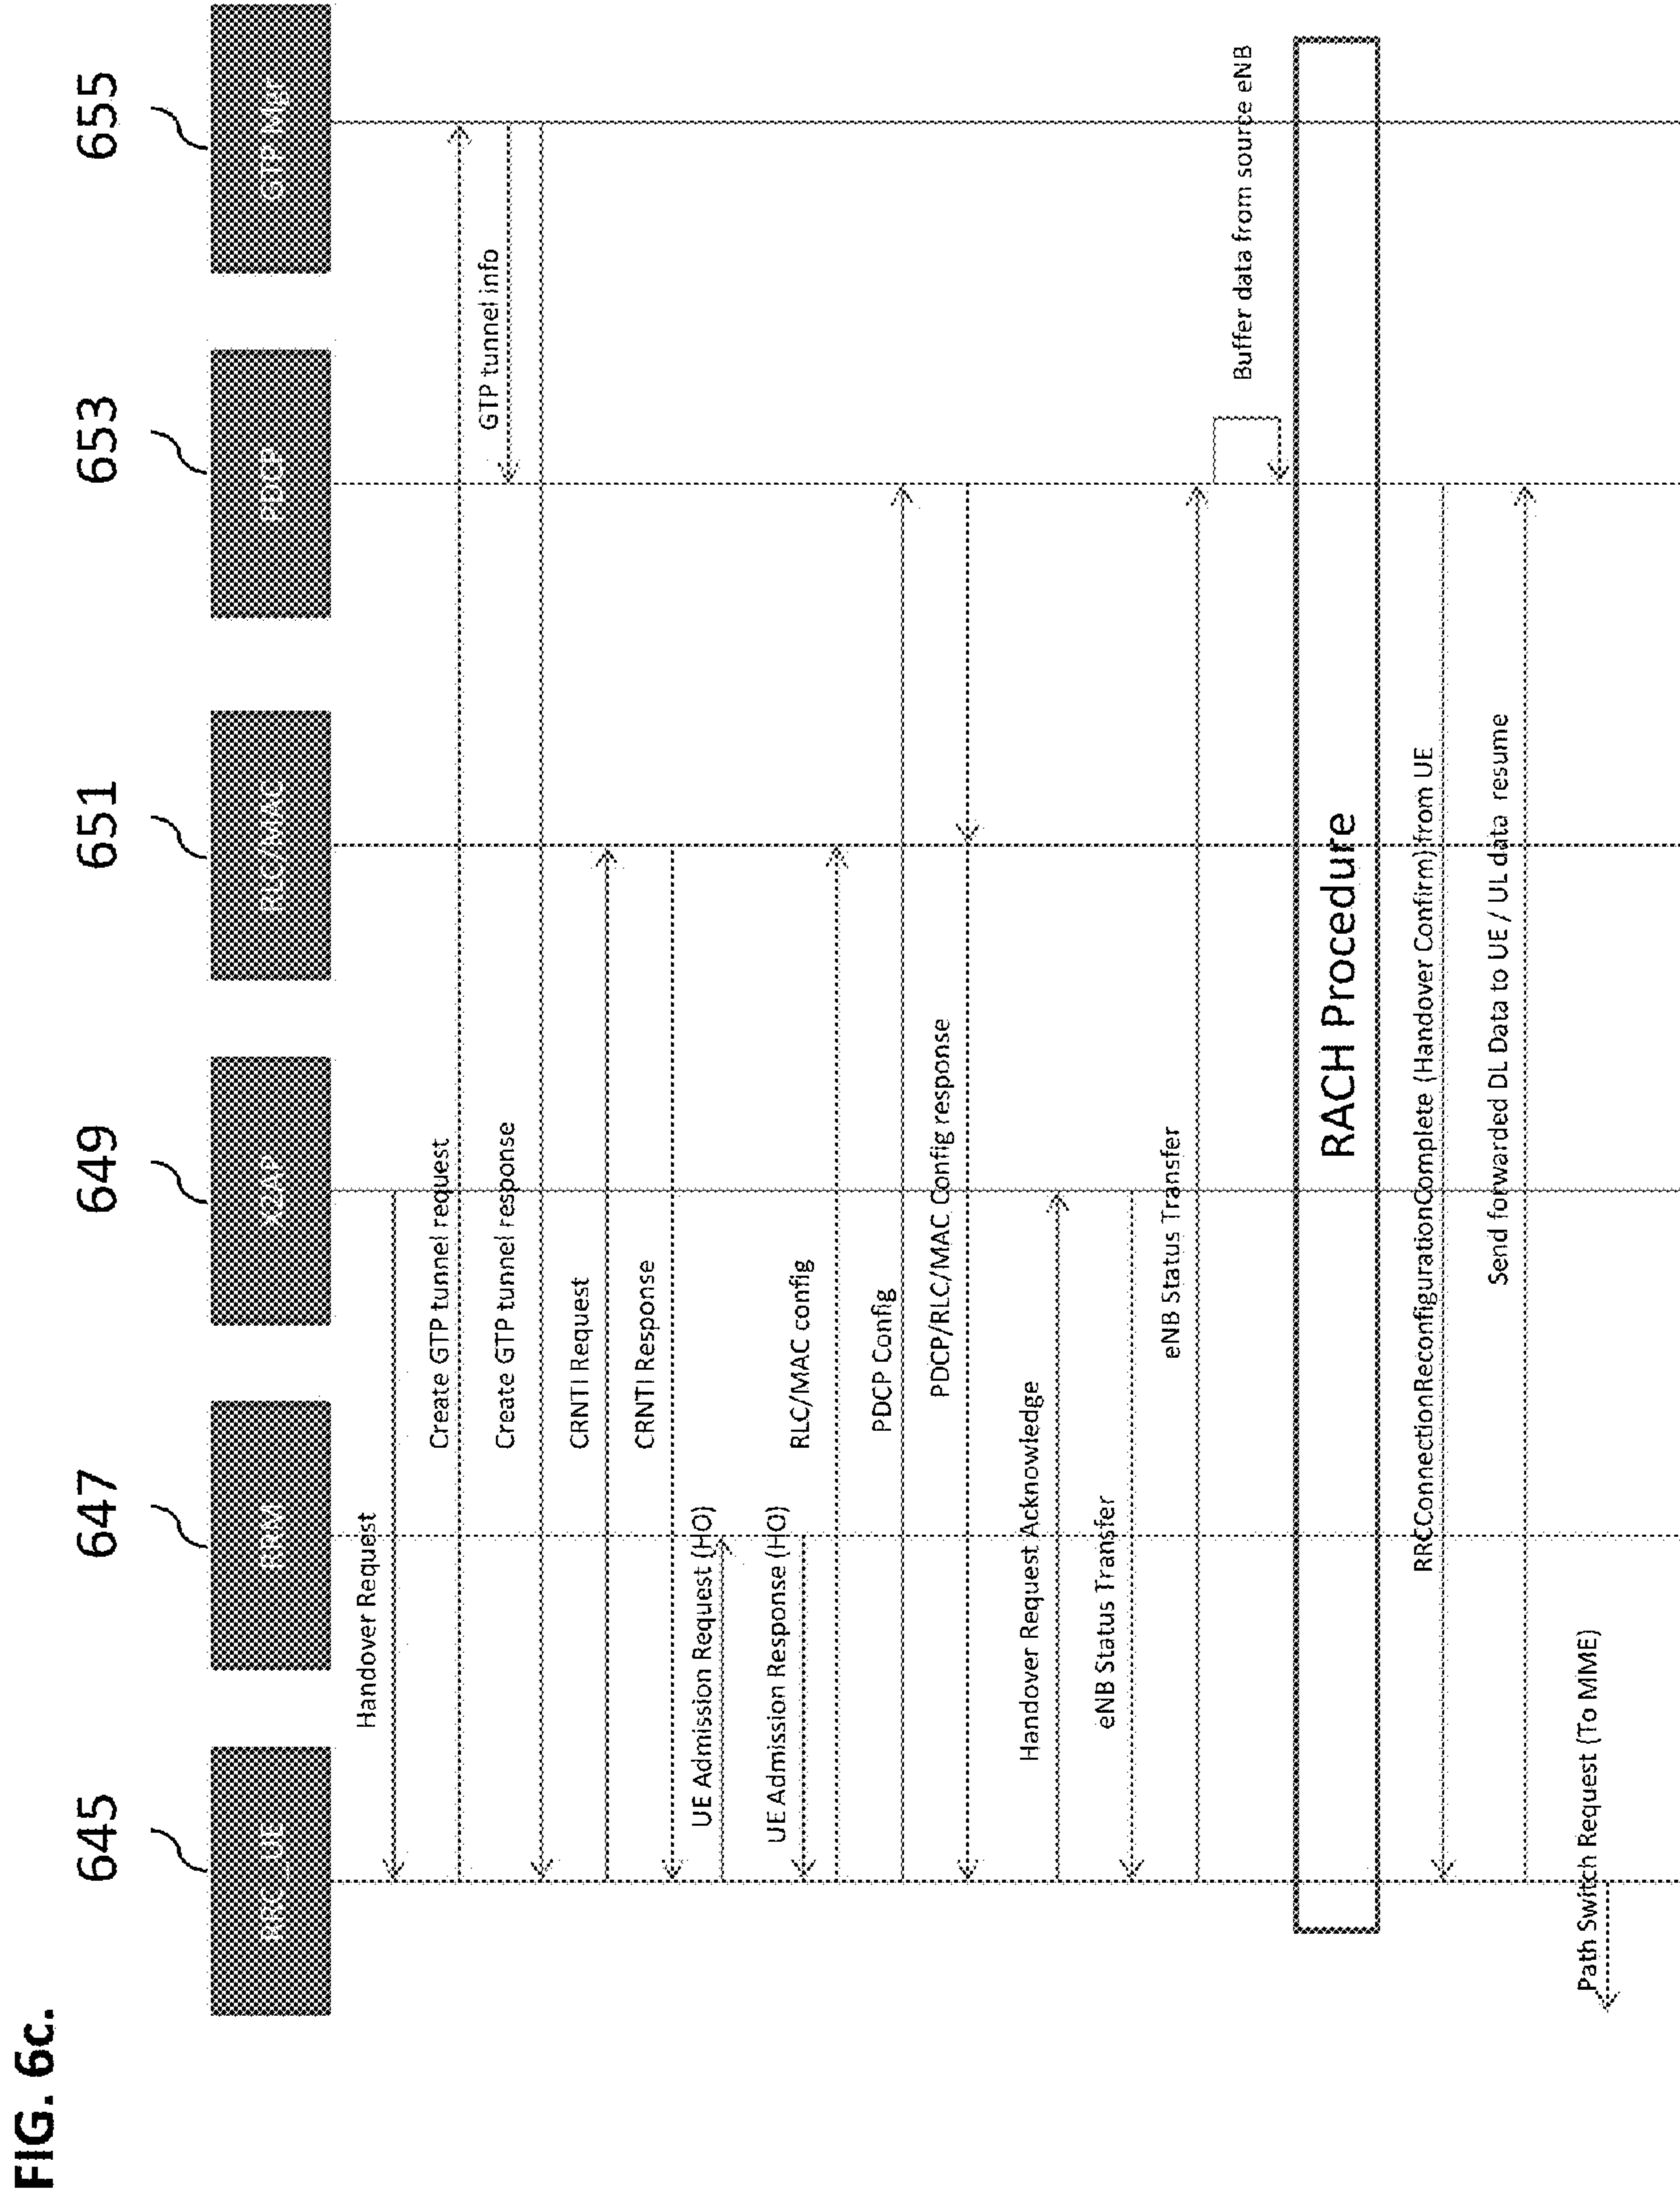 FIG. 6c.
645
647
649
651
653
655
RRC_UE
RRM
X2AP
RLC/MAC
PDCP
GTP Mgr
Handover Request
Create GTP tunnel request
GTP tunnel info
Create GTP tunnel response
CRNTI Request
CRNTI Response
UE Admission Request (HO)
UE Admission Response (HO)
RLC/MAC config
PDCP Config
PDCP/RLC/MAC Config response
Handover Request Acknowledge
eNB Status Transfer
eNB Status Transfer
Buffer data from source eNB
RACH Procedure
RRCConnectionReconfigurationComplete (Handover Confirm) from UE
Send forwarded DL Data to UE / UL data resume
Path Switch Request (To MME)